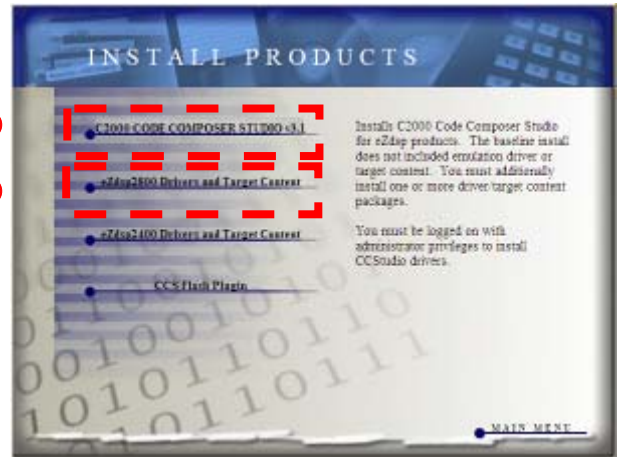 INSTALL PRODUCTS
C2000 CODE COMPOSER STUDIO v3.1
eZdsp2800 Drivers and Target Content
eZdsp2400 Drivers and Target Content
CCS Flash Plugin
Installs C2000 Code Composer Studio
for eZdsp products. The baseline install
does not included emulation driver or
target content. You must additionally
install one or more driver/target content
packages.
You must be logged on with
administrator privileges to install
CCStudio drivers.
MAIN MENU